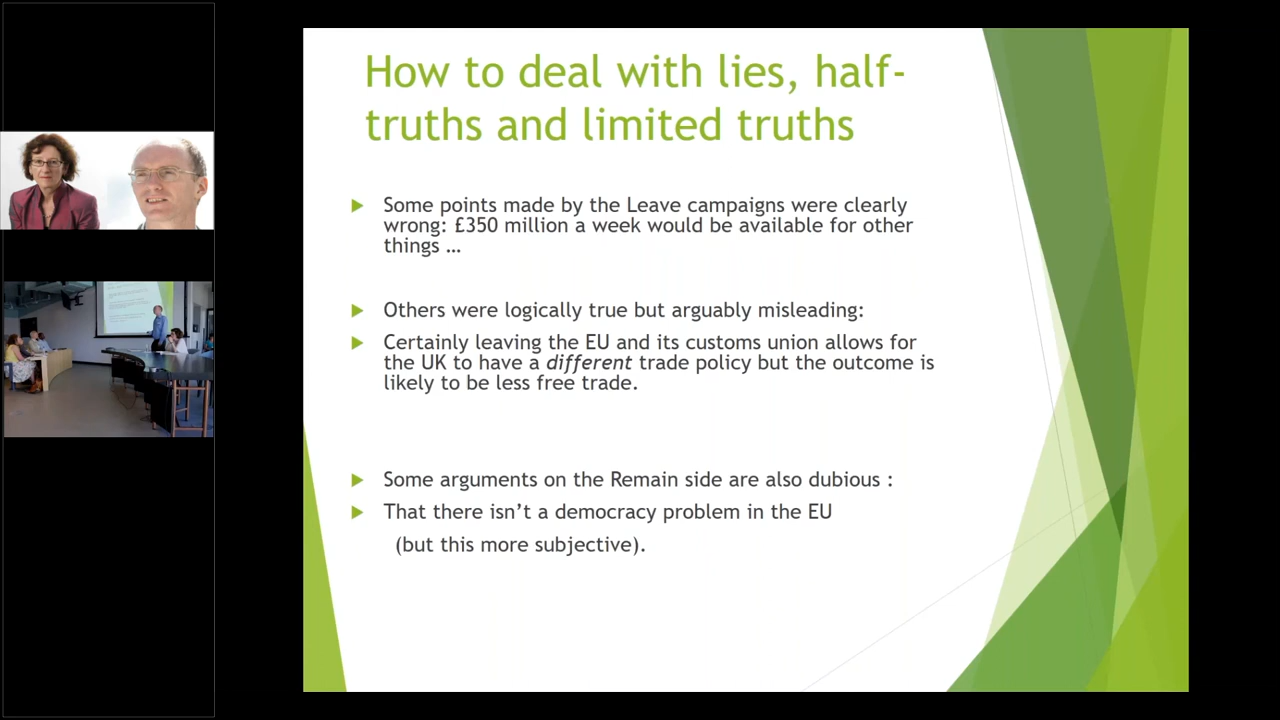 How to deal with lies, half-
truths and limited truths
Some points made by the Leave campaigns were clearly
wrong: £350 million a week would be available for other
things …
Others were logically true but arguably misleading:
Certainly leaving the EU and its customs union allows for
the UK to have a different trade policy but the outcome is
likely to be less free trade.
Some arguments on the Remain side are also dubious :
That there isn’t a democracy problem in the EU
(but this more subjective).